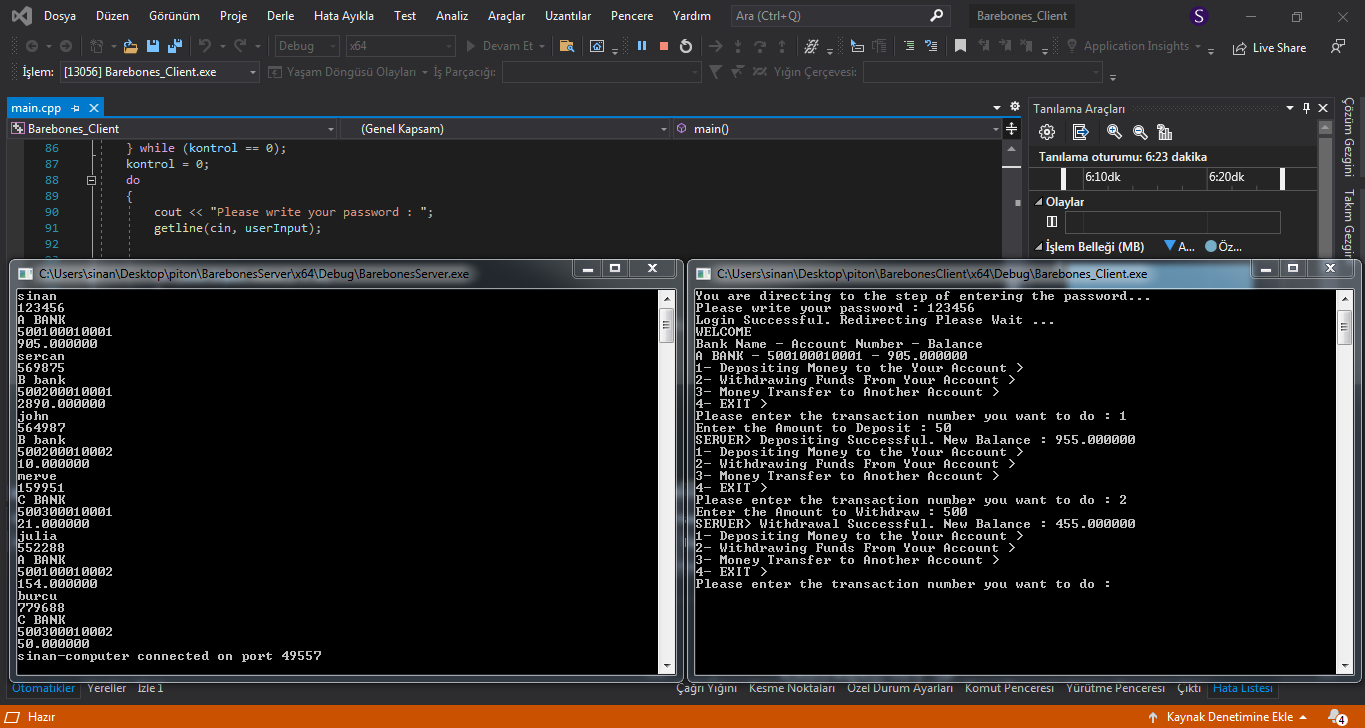 Dosya Düzen Görünüm Proje Derle Hata Ayıkla Test Analiz Araçlar Uzantılar Pencere Yardım Ara (Ctrl+Q) Barebones_Client S
Debug x64 Devam Et Application Insights Live Share
İşlem: [13056] Barebones_Client.exe Yaşam Döngüsü Olayları İş Parçacığı: Yığın Çerçevesi:
main.cpp
Barebones_Client (Genel Kapsam) main()
86 } while (kontrol == 0);
87 kontrol = 0;
88 do
89 {
90 cout << "Please write your password : ";
91 getline(cin, userInput);
92
Tanılama Araçları
Tanılama oturumu: 6:23 dakika
6:10dk 6:20dk
Olaylar
İşlem Belleği (MB) A... Öz...
Çözüm Gezgini
Takım Gezgini
C:\Users\sinan\Desktop\piton\BarebonesServer\x64\Debug\BarebonesServer.exe
sinan
123456
A BANK
500100010001
905.000000
sercan
569875
B bank
500200010001
2890.000000
john
564987
B bank
500200010002
10.000000
merve
159951
C BANK
500300010001
21.000000
julia
552288
A BANK
500100010002
154.000000
burcu
779688
C BANK
500300010002
50.000000
sinan-computer connected on port 49557
C:\Users\sinan\Desktop\piton\BarebonesClient\x64\Debug\Barebones_Client.exe
You are directing to the step of entering the password...
Please write your password : 123456
Login Successful. Redirecting Please Wait ...
WELCOME
Bank Name - Account Number - Balance
A BANK - 500100010001 - 905.000000
1- Depositing Money to the Your Account >
2- Withdrawing Funds From Your Account >
3- Money Transfer to Another Account >
4- EXIT >
Please enter the transaction number you want to do : 1
Enter the Amount to Deposit : 50
SERVER> Depositing Successful. New Balance : 955.000000
1- Depositing Money to the Your Account >
2- Withdrawing Funds From Your Account >
3- Money Transfer to Another Account >
4- EXIT >
Please enter the transaction number you want to do : 2
Enter the Amount to Withdraw : 500
SERVER> Withdrawal Successful. New Balance : 455.000000
1- Depositing Money to the Your Account >
2- Withdrawing Funds From Your Account >
3- Money Transfer to Another Account >
4- EXIT >
Please enter the transaction number you want to do :
Otomatikler Yereller İzle 1 Çağrı Yığını Kesme Noktaları Özel Durum Ayarları Komut Penceresi Yürütme Penceresi Çıktı Hata Listesi
Hazır Kaynak Denetimine Ekle 4